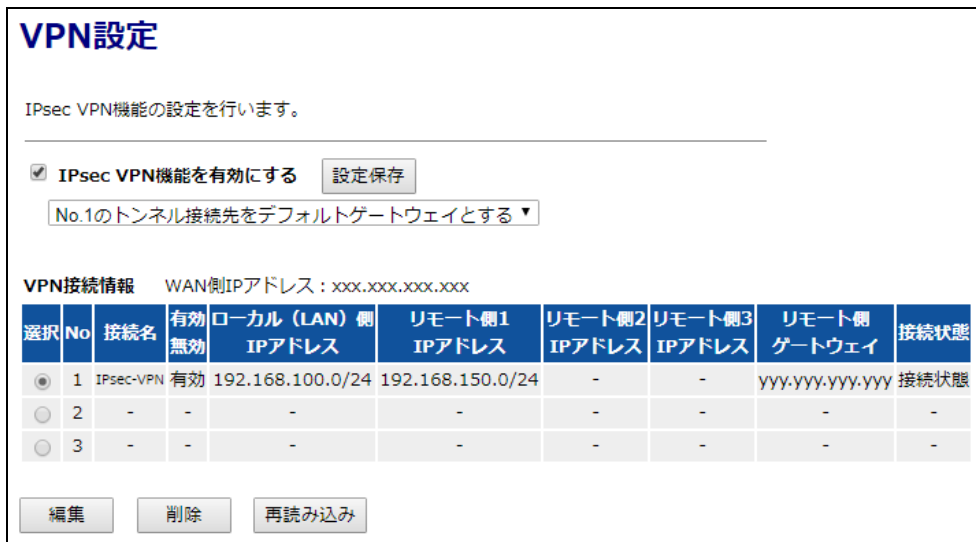 VPN設定
IPsec VPN機能の設定を行います。
IPsec VPN機能を有効にする 設定保存
No.1のトンネル接続先をデフォルトゲートウェイとする▼
VPN接続情報 WAN側IPアドレス：xxx.xxx.xxx.xxx
選択 No 接続名 有効無効 ローカル（LAN）側IPアドレス リモート側1IPアドレス リモート側2IPアドレス リモート側3IPアドレス リモート側ゲートウェイ 接続状態
1 IPsec-VPN 有効 192.168.100.0/24 192.168.150.0/24 - - yyy.yyy.yyy.yyy 接続状態
2 - - - - - - - -
3 - - - - - - - -
編集 削除 再読み込み